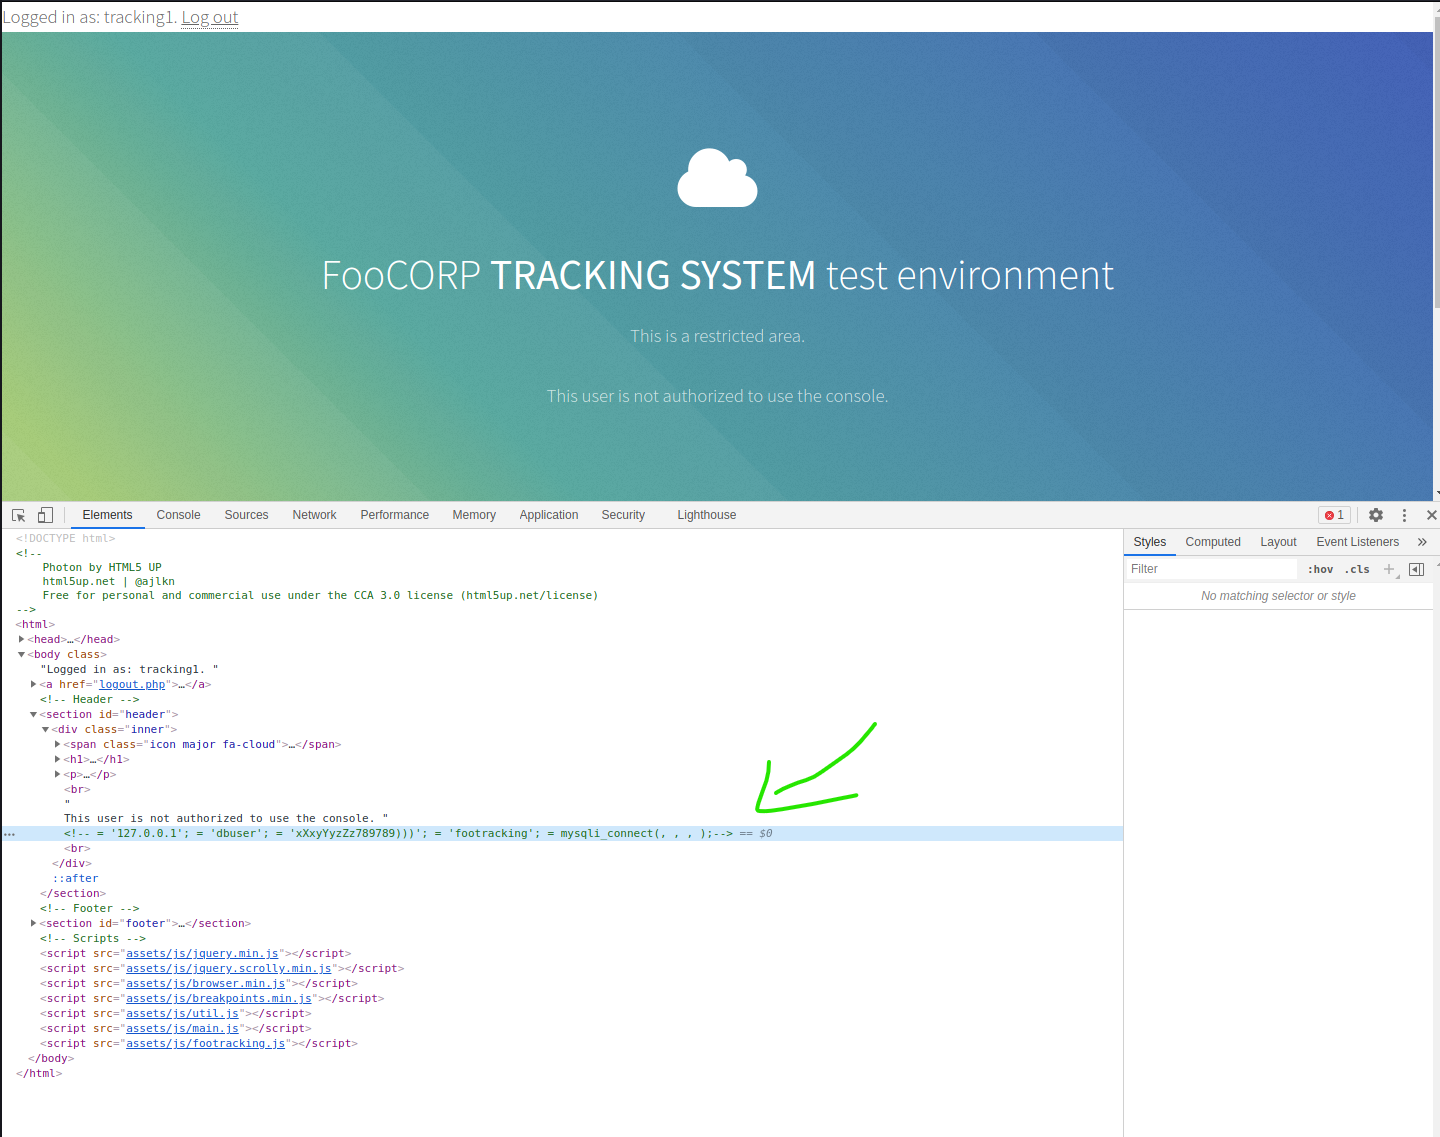 Logged in as: tracking1. Log out
FooCORP TRACKING SYSTEM test environment
This is a restricted area.
This user is not authorized to use the console.
Elements Console Sources Network Performance Memory Application Security Lighthouse 1
<!DOCTYPE html>
<!--
Photon by HTML5 UP
html5up.net | @ajlkn
Free for personal and commercial use under the CCA 3.0 license (html5up.net/license)
-->
<html>
<head>…</head>
<body class>
"Logged in as: tracking1. "
<a href="logout.php">…</a>
<!-- Header -->
<section id="header">
<div class="inner">
<span class="icon major fa-cloud">…</span>
<h1>…</h1>
<p>…</p>
<br>
"
This user is not authorized to use the console. "
<!-- = '127.0.0.1'; = 'dbuser'; = 'xXxyYyzZz789789)))'; = 'footracking'; = mysqli_connect(, , , );--> == $0
<br>
</div>
::after
</section>
<!-- Footer -->
<section id="footer">…</section>
<!-- Scripts -->
<script src="assets/js/jquery.min.js"></script>
<script src="assets/js/jquery.scrolly.min.js"></script>
<script src="assets/js/browser.min.js"></script>
<script src="assets/js/breakpoints.min.js"></script>
<script src="assets/js/util.js"></script>
<script src="assets/js/main.js"></script>
<script src="assets/js/footracking.js"></script>
</body>
</html>
Styles Computed Layout Event Listeners »
Filter :hov .cls +
No matching selector or style